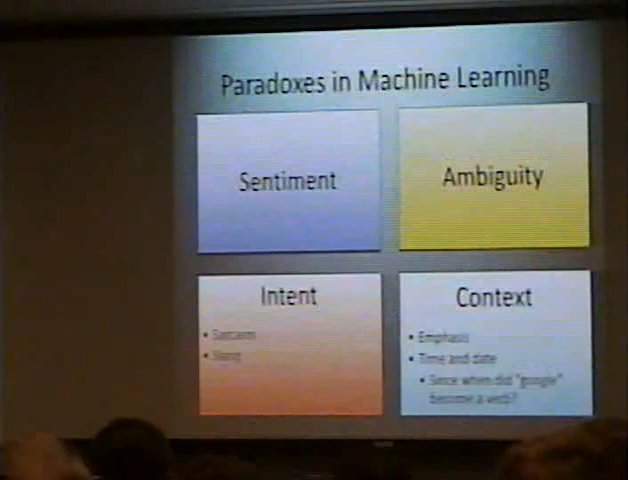 Paradoxes in Machine Learning
Sentiment
Ambiguity
Intent
• Sarcasm
• Slang
Context
• Emphasis
• Time and date
• Since when did "google"
become a verb?